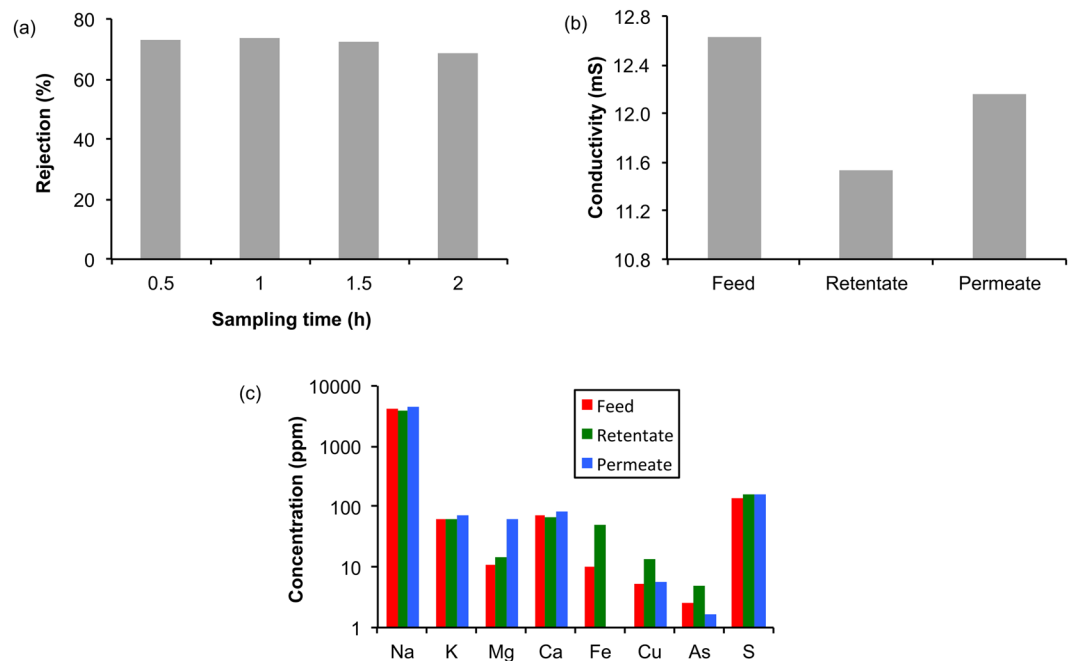 (a)
Rejection (%)
80
60
40
20
0
0.5 1 1.5 2
Sampling time (h)
(b)
Conductivity (mS)
12.8
12.4
12.0
11.6
11.2
10.8
Feed Retentate Permeate
(c)
Concentration (ppm)
10000
1000
100
10
1
Feed
Retentate
Permeate
Na K Mg Ca Fe Cu As S